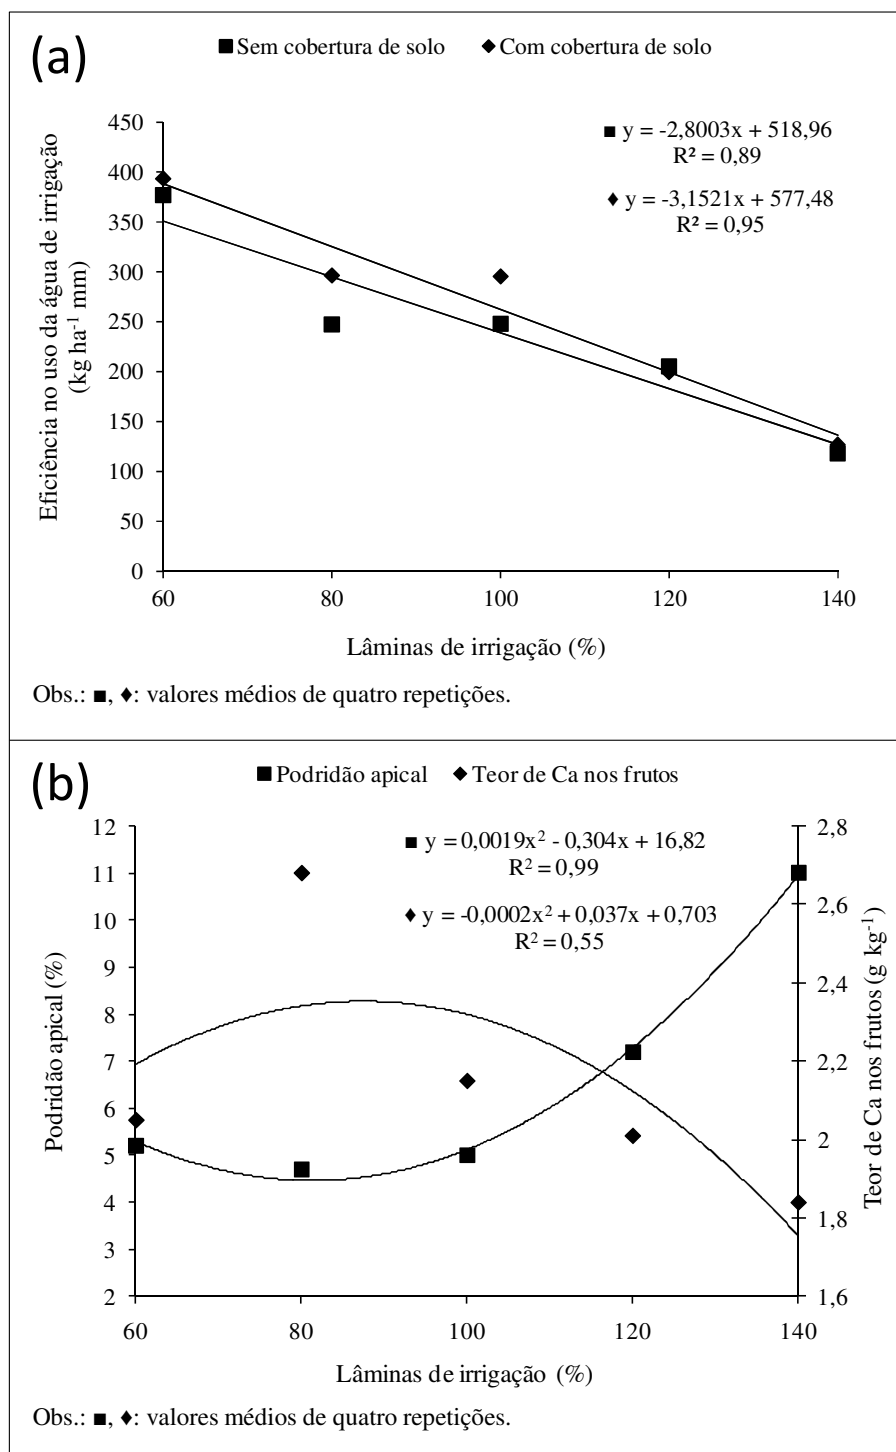 (a)
■ Sem cobertura de solo ◆ Com cobertura de solo
■ y = -2,8003x + 518,96
R² = 0,89
♦ y = -3,1521x + 577,48
R² = 0,95
Eficiência no uso da água de irrigação
(kg ha⁻¹ mm)
450
400
350
300
250
200
150
100
50
0
60 80 100 120 140
Lâminas de irrigação (%)
Obs.: ■, ♦: valores médios de quatro repetições.
(b)
■ Podridão apical ◆ Teor de Ca nos frutos
■ y = 0,0019x² - 0,304x + 16,82
R² = 0,99
♦ y = -0,0002x² + 0,037x + 0,703
R² = 0,55
Podridão apical (%)
12
11
10
9
8
7
6
5
4
3
2
2,8
2,6
2,4
2,2
2
1,8
1,6
Teor de Ca nos frutos (g kg⁻¹)
60 80 100 120 140
Lâminas de irrigação (%)
Obs.: ■, ♦: valores médios de quatro repetições.